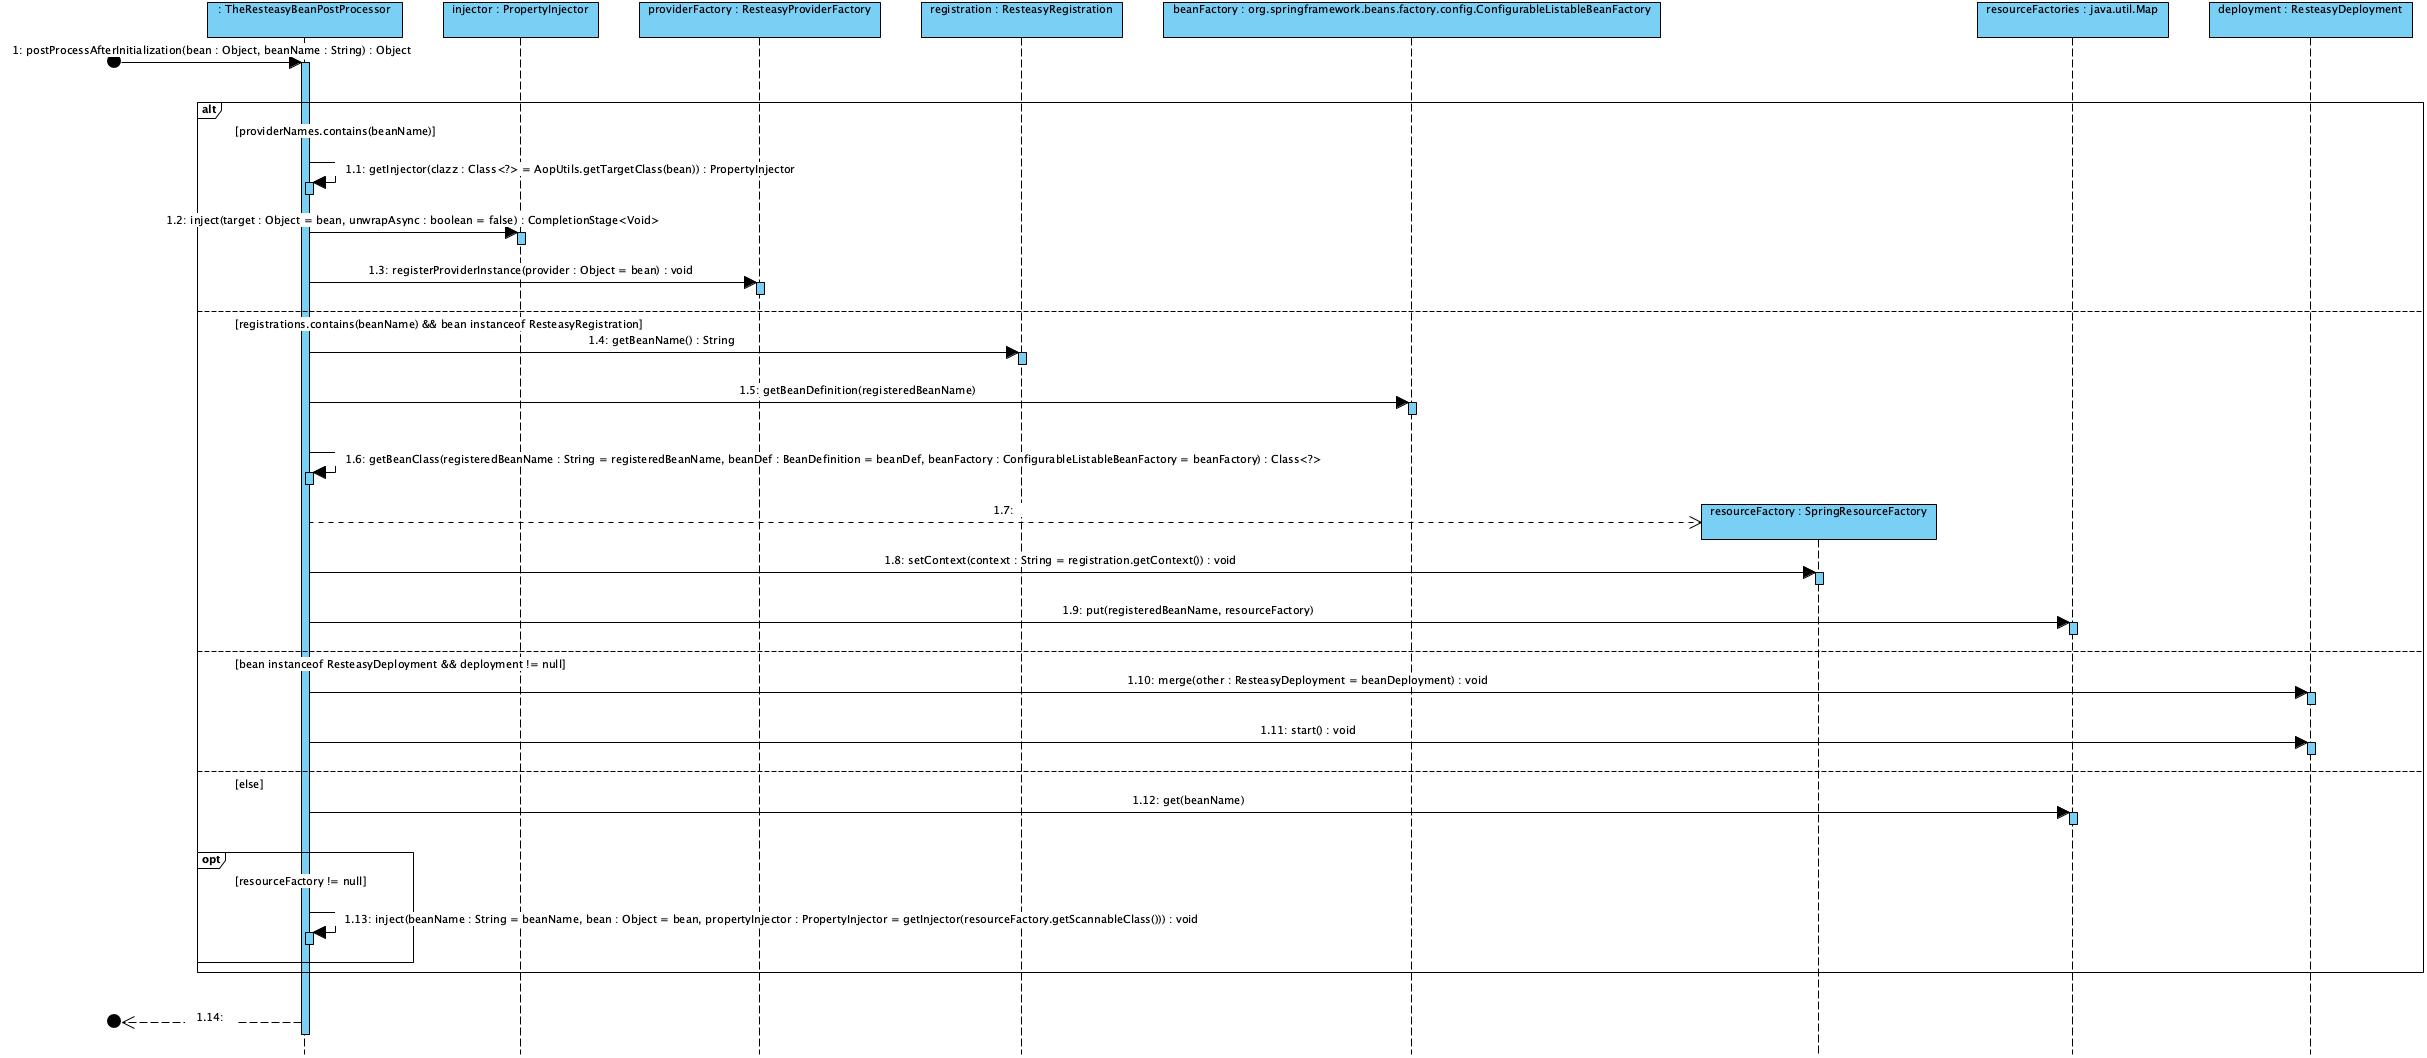 : TheResteasyBeanPostProcessor
injector : PropertyInjector
providerFactory : ResteasyProviderFactory
registration : ResteasyRegistration
beanFactory : org.springframework.beans.factory.config.ConfigurableListableBeanFactory
resourceFactories : java.util.Map
deployment : ResteasyDeployment
1: postProcessAfterInitialization(bean : Object, beanName : String) : Object
alt
[providerNames.contains(beanName)]
1.1: getInjector(clazz : Class<?> = AopUtils.getTargetClass(bean)) : PropertyInjector
1.2: inject(target : Object = bean, unwrapAsync : boolean = false) : CompletionStage<Void>
1.3: registerProviderInstance(provider : Object = bean) : void
[registrations.contains(beanName) && bean instanceof ResteasyRegistration]
1.4: getBeanName() : String
1.5: getBeanDefinition(registeredBeanName)
1.6: getBeanClass(registeredBeanName : String = registeredBeanName, beanDef : BeanDefinition = beanDef, beanFactory : ConfigurableListableBeanFactory = beanFactory) : Class<?>
1.7:
resourceFactory : SpringResourceFactory
1.8: setContext(context : String = registration.getContext()) : void
1.9: put(registeredBeanName, resourceFactory)
[bean instanceof ResteasyDeployment && deployment != null]
1.10: merge(other : ResteasyDeployment = beanDeployment) : void
1.11: start() : void
[else]
1.12: get(beanName)
opt
[resourceFactory != null]
1.13: inject(beanName : String = beanName, bean : Object = bean, propertyInjector : PropertyInjector = getInjector(resourceFactory.getScannableClass())) : void
1.14: